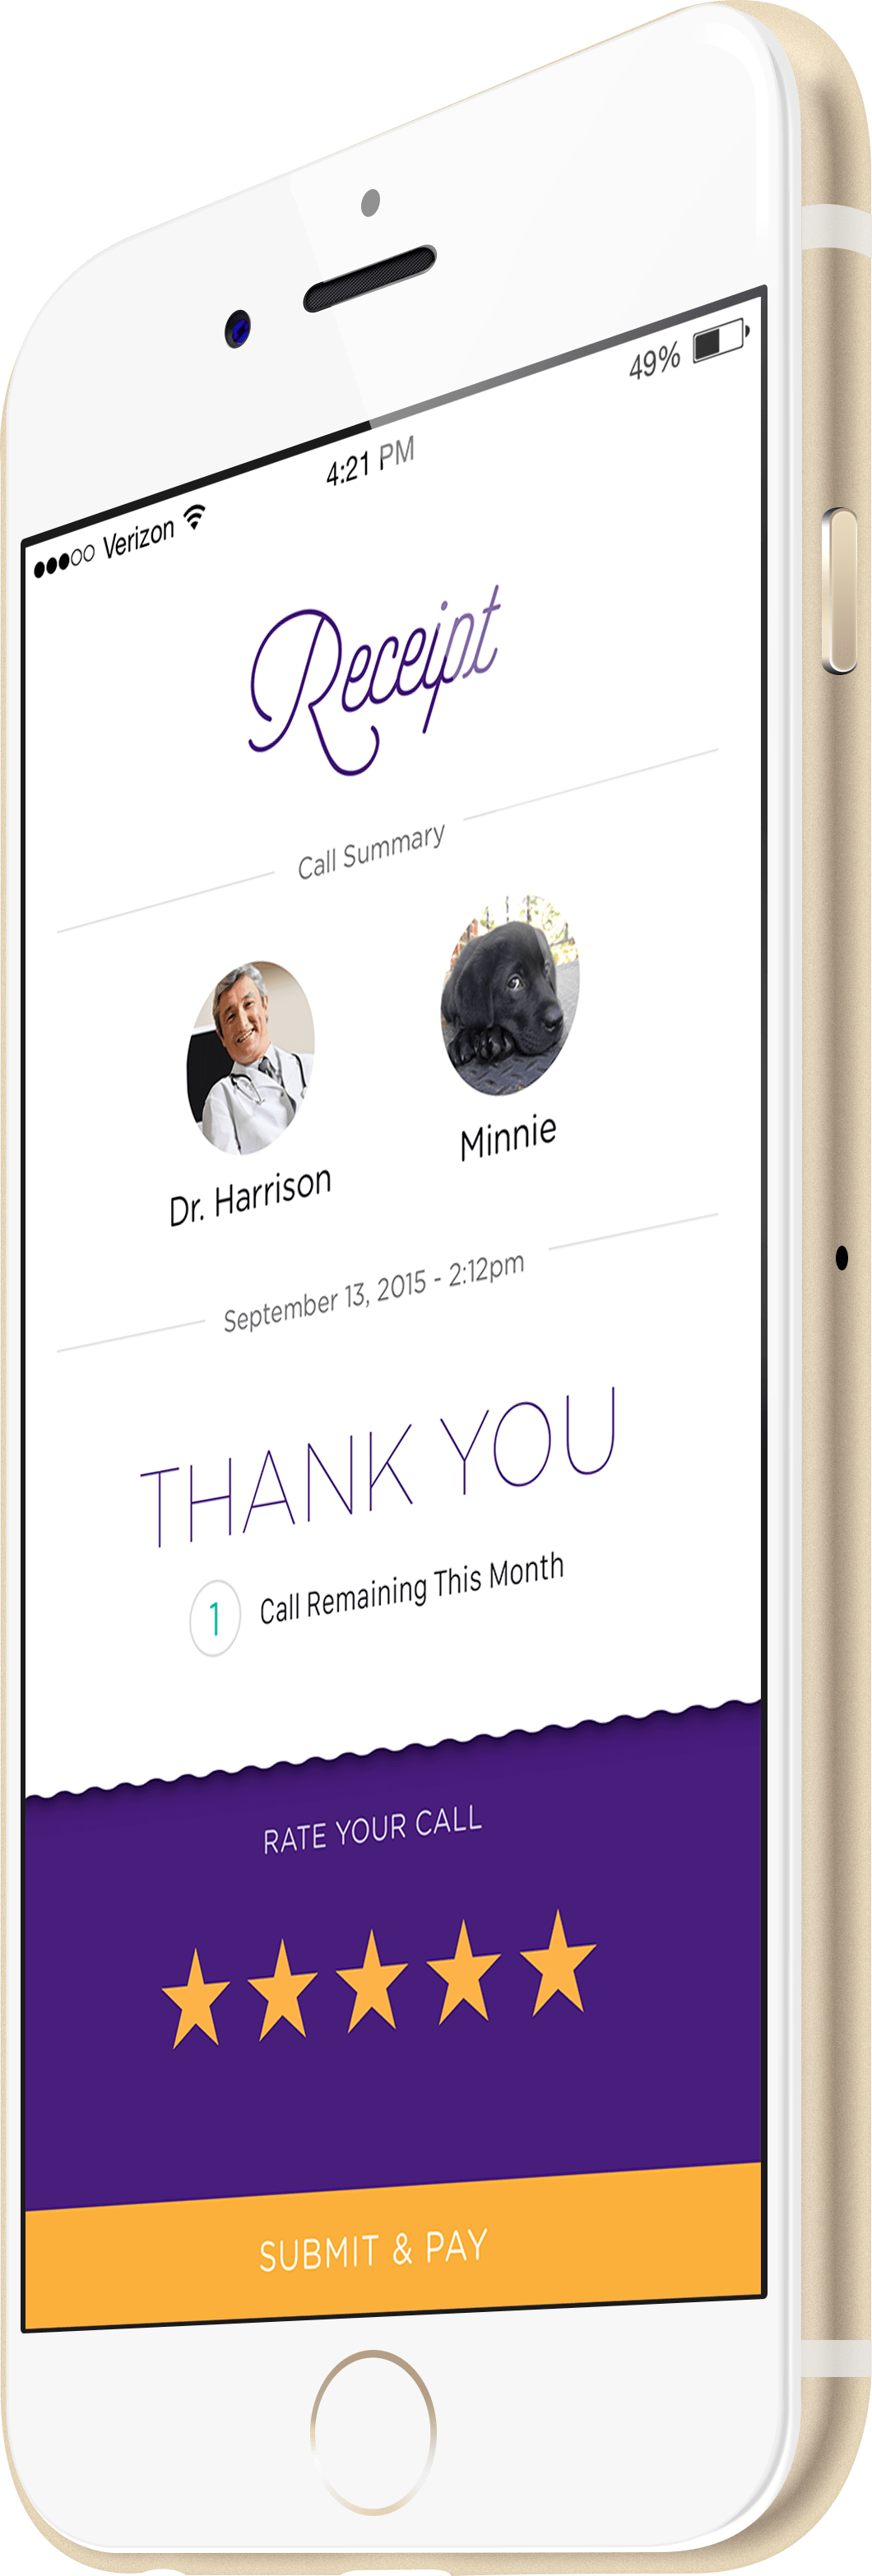 49%
4:21 PM
Verizon
Receipt
Call Summary
Dr. Harrison
Minnie
September 13, 2015 - 2:12pm
THANK YOU
1 Call Remaining This Month
RATE YOUR CALL
SUBMIT & PAY